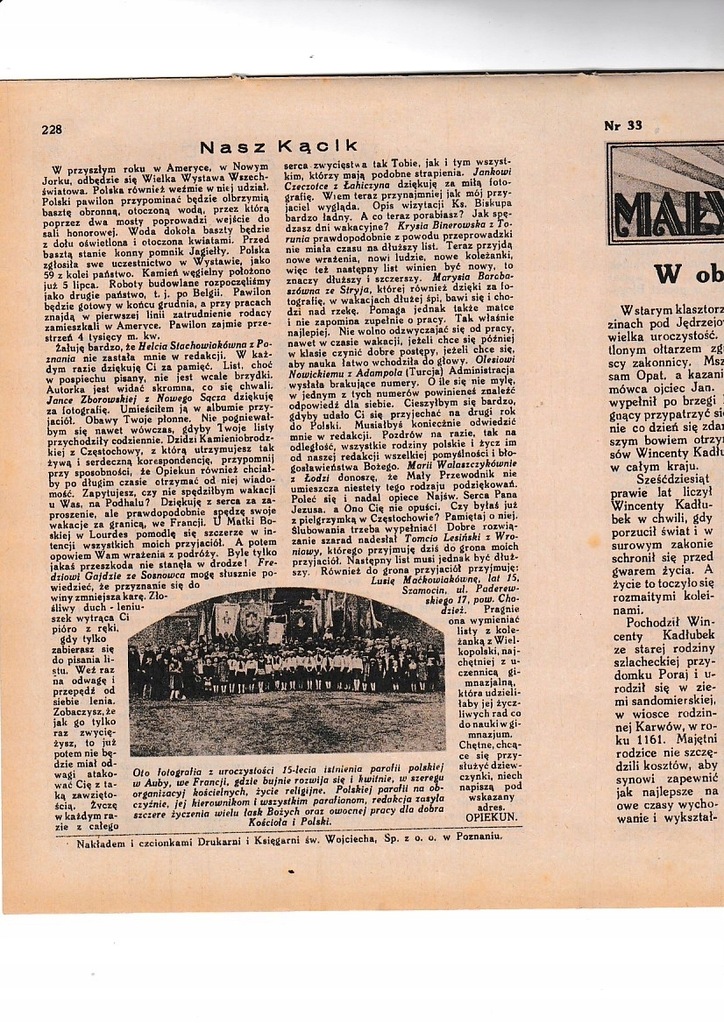 228
Nasz Kącik
W przyszłym roku w Ameryce, w Nowym
Jorku, odbędzie się Wielka Wystawa Wszech-
światowa. Polska również weźmie w niej udział.
Polski pawilon przypominać będzie olbrzymią
basztę obronną, otoczoną wodą, przez którą
poprzez dwa mosty poprowadzi wejście do
sali honorowej. Woda dokoła baszty będzie
z dołu oświetlona i otoczona kwiatami. Przed
basztą stanie konny pomnik Jagiełły. Polska
zgłosiła swe uczestnictwo w Wystawie, jako
59 z kolei państwo. Kamień węgielny położono
już 5 lipca. Roboty budowlane rozpoczęliśmy
jako drugie państwo, t. j. po Belgii. Pawilon
będzie gotowy w końcu grudnia, a przy pracach
znajdą w pierwszej linii zatrudnienie rodacy
zamieszkali w Ameryce. Pawilon zajmie prze-
strzeń 4 tysięcy m. kw.
Żałuję bardzo, że Helcia Stachowiakówna z Po-
znania nie zastała mnie w redakcji. W każ-
dym razie dziękuję Ci za pamięć. List, choć
w pospiechu pisany, nie jest wcale brzydki.
Autorka jest widać skromna, co się chwali.
Jance Zborowskiej z Nowego Sącza dziękuję
za fotografię. Umieściłem ją w albumie przyj-
jaciół. Obawy Twoje płonne. Nie pogniewał-
bym się nawet wówczas, gdyby Twoje listy
przychodziły codziennie. Dzidzi Kamieniobrodz-
kiej z Częstochowy, z którą utrzymujęz tak
żywą i serdeczną korespondencję, przypomnij
przy sposobności, że Opiekun również chciał-
by po długim czasie otrzymać od niej wiado-
mość. Zapytujesz, czy nie spędziłbym wakacji
u Was, na Podhalu? Dziękuję z serca za za-
proszenie, ale prawdopodobnie spędzę swoje
wakacje za granicą, we Francji. U Matki Bo-
skiej w Lourdes pomodlę się szczerze w in-
tencji wszystkich moich przyjaciół. A potem
opowiem Wam wrażenia z podróży. Byle tylko
jakaś przeszkoda nie stanęła w drodze! Fre-
dziowi Gajdzie ze Sosnowca mogę słusznie po-
wiedzieć, że przyznanie się do
winy zmniejsza karę. Zło-
śliwy duch - leniu-
szek wytrąca Ci
pióro z ręki,
gdy tylko
zabierasz się
do pisania li-
stu. Weź raz
na odwagę i
przepędź od
siebie lenia.
Zobaczysz, że
jak go tylko
raz zwycię-
żysz, to już
potem nie bę-
dzie miał od-
wagi atako-
wać Cię z ta-
ką zawzięto-
ścią. Życzę
w każdym ra-
zie z całego
serca zwycięstwa tak Tobie, jak i tym wszyst-
kim, którzy mają podobne strapienia. Jankowi
Czeczotce z Łahiczyna dziękuję za miłą foto-
grafię. Wiem teraz przynajmniej jak mój przy-
jaciel wygląda. Opis wizytacji Ks. Biskupa
bardzo ładny. A co teraz porabiasz? Jak spę-
dzasz dni wakacyjne? Krysia Binerowska z To-
runia prawdopodobnie z powodu przeprowadzki
nie miała czasu na dłuższy list. Teraz przyjdą
nowe wrażenia, nowi ludzie, nowe koleżanki,
więc też następny list winien być nowy, to
znaczy dłuższy i szczerszy. Marysia Barcba-
szówna ze Stryja, której również dzięki za fo-
tografię, w wakacjach dłużej śpi, bawi się i cho-
dzi nad rzekę. Pomaga jednak także matce
i nie zapomina zupełnie o pracy. Tak właśnie
najlepiej. Nie wolno odzwyczajać się od pracy,
nawet w czasie wakacji, jeżeli chce się później
w klasie czynić dobre postępy, jeżeli chce się,
aby nauka łatwo wchodziła do głowy. Olesiowi
Nowickiemu z Adampola (Turcja) Administracja
wysłała brakujące numery. O ile się nie mylę,
w jednym z tych numerów powinieneś znaleźć
odpowiedź dla siebie. Cieszyłbym się bardzo,
gdyby udało Ci się przyjechać na drugi rok
do Polski. Musiałbyś koniecznie odwiedzić
mnie w redakcji. Pozdrów na razie, tak na
odległość, wszystkie rodziny polskie i życz im
od naszej redakcji wszelkiej pomyślności i bło-
gosławieństwa Bożego. Marii Walaszczykównie
z Łodzi donoszę, że Mały Przewodnik nie
umieszcza niestety tego rodzaju podziękowań.
Poleć się i nadal opiece Najśw. Serca Pana
Jezusa, a Ono Cię nie opuści. Czy byłaś już
z pielgrzymką w Częstochowie? Pamiętaj o niej.
Ślubowania trzeba wypełniać! Dobre rozwią-
zanie szarad nadesłał Tomcio Lesiński z Wro-
niawy, którego przyjmuję dziś do grona moich
przyjaciół. Następny list musi jednak być dłuż-
szy. Również do grona przyjaciół przyjmuję:
Lusię Maćkowiakównę, lat 15,
Szamocin, ul. Paderew-
skiego 17, pow. Cho-
dzież. Pragnie
ona wymieniać
listy z kole-
żanką z Wiel-
kopolski, naj-
chętniej z u-
czennicą gi-
mnazjalną,
która udzieli-
łaby jej życz-
liwych rad co
do nauki w gi-
mnazjum.
Chętne, chcą-
ce się przy-
służyć dziew-
czynki, niech
napiszą pod
wskazany
adres.
OPIEKUN.
Oto fotografia z uroczystości 15-lecia istnienia parafii polskiej
w Auby, we Francji, gdzie bujnie rozwija się i kwitnie, w szeregu
organizacyj kościelnych, życie religijne. Polskiej parafii na ob-
czyźnie, jej kierownikom i wszystkim parafianom, redakcja zasyła
szczere życzenia wielu łask Bożych oraz owocnej pracy dla dobra
Kościoła i Polski.
Nakładem i czcionkami Drukarni i Księgarni św. Wojciecha, Sp. z o. o. w Poznaniu.
Nr 33
MAŁY
W ob
W starym klasztorz
zinach pod Jędrzejo
wielka uroczystość.
tlonym ołtarzem zg
scy zakonnicy. Msz
sam Opat, a kazani
mówca ojciec Jan.
wypełnił po brzegi
gnący przypatrzyć si
nie co dzień się zdar
szym bowiem otrzy
sów Wincenty Kadłu
w całym kraju.
Sześćdziesiąt
prawie lat liczył
Wincenty Kadłu-
bek w chwili, gdy
porzucił świat i w
surowym zakonie
schronił się przed
gwarem życia. A
życie to toczyło się
rozmaitymi kolei-
nami.
Pochodził Win-
centy Kadłubek
ze starej rodziny
szlacheckiej przy-
domku Poraj i u-
rodził się w zie-
mi sandomierskiej,
w wiosce rodzin-
nej Karwów, w ro-
ku 1161. Majętni
rodzice nie szczę-
dzili kosztów, aby
synowi zapewnić
jak najlepsze na
owe czasy wycho-
wanie i wykształ-